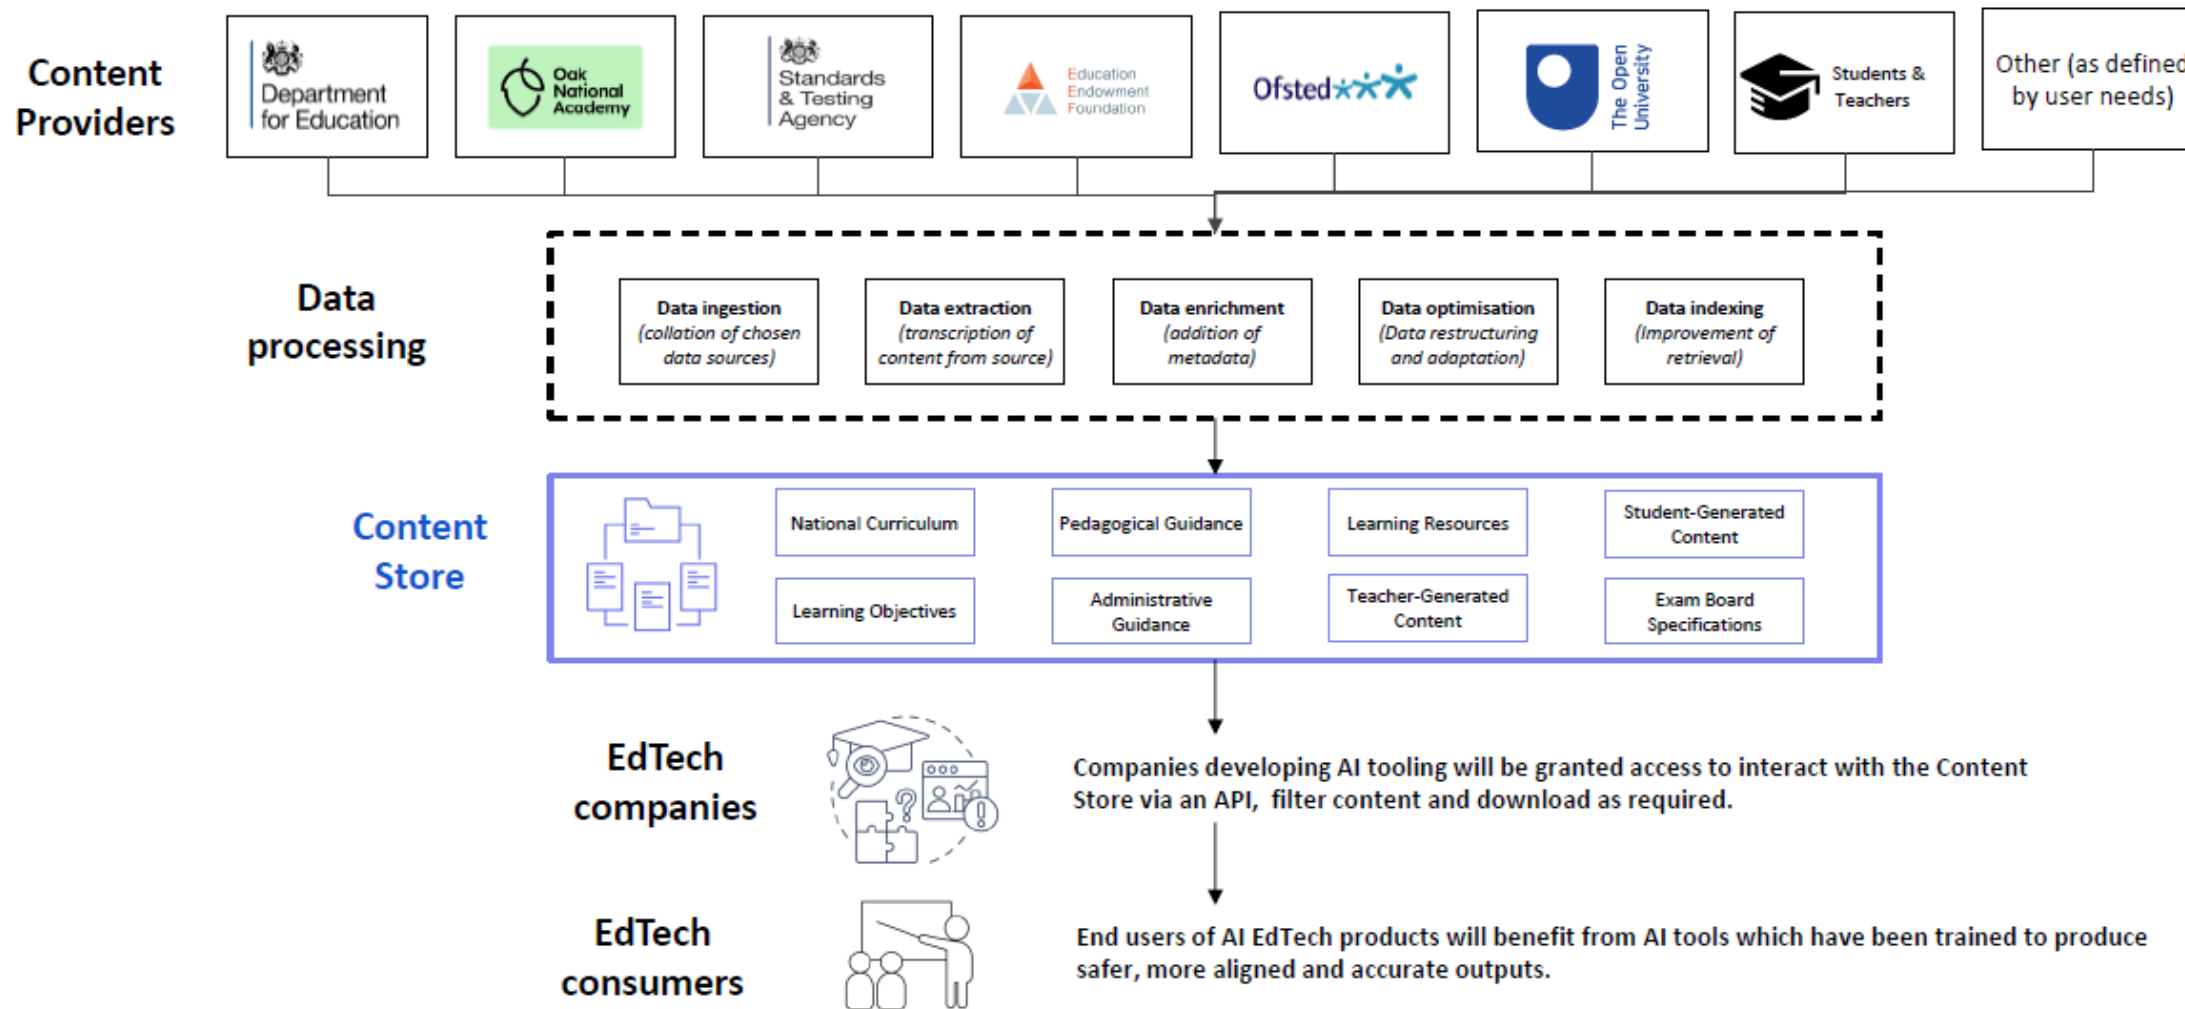 Content
Providers
Department
for Education
Oak
National
Academy
Standards
& Testing
Agency
Education
Endowment
Foundation
Ofsted
The Open
University
Students &
Teachers
Other (as defined
by user needs)
Data
processing
Data ingestion
(collation of chosen
data sources)
Data extraction
(transcription of
content from source)
Data enrichment
(addition of
metadata)
Data optimisation
(Data restructuring
and adaptation)
Data indexing
(Improvement of
retrieval)
Content
Store
National Curriculum
Pedagogical Guidance
Learning Resources
Student-Generated
Content
Learning Objectives
Administrative
Guidance
Teacher-Generated
Content
Exam Board
Specifications
EdTech
companies
?
!
Companies developing AI tooling will be granted access to interact with the Content
Store via an API,  filter content and download as required.
EdTech
consumers
End users of AI EdTech products will benefit from AI tools which have been trained to produce
safer, more aligned and accurate outputs.